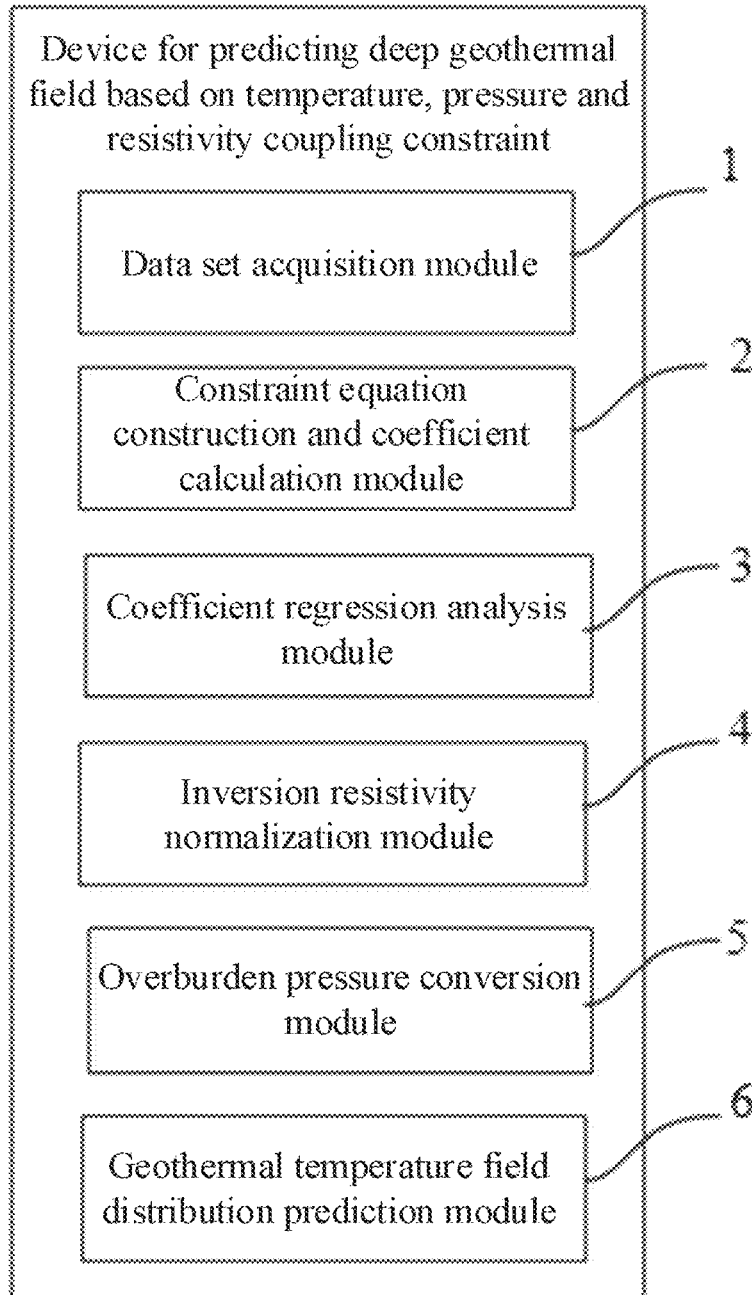 Device for predicting deep geothermal
field based on temperature, pressure and
resistivity coupling constraint
1
Data set acquisition module
2
Constraint equation
construction and coefficient
calculation module
3
Coefficient regression analysis
module
4
Inversion resistivity
normalization module
5
Overburden pressure conversion
module
6
Geothermal temperature field
distribution prediction module